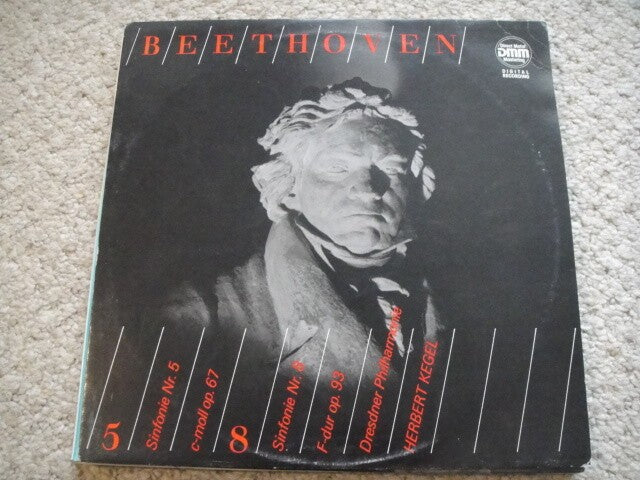 BEETHOVEN
Direct Metal
DMM
Mastering
DIGITAL
RECORDING
5
Sinfonie Nr. 5
c-moll op. 67
8
Sinfonie Nr. 8
F-dur op. 93
Dresdner Philharmonie
HERBERT KEGEL